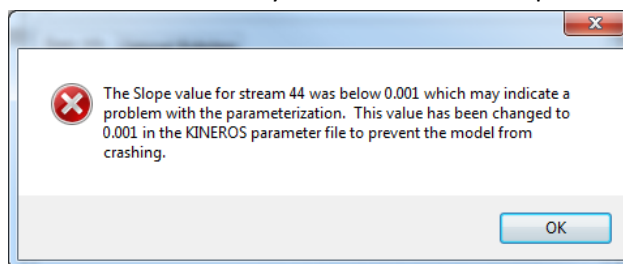 The Slope value for stream 44 was below 0.001 which may indicate a
problem with the parameterization.  This value has been changed to
0.001 in the KINEROS parameter file to prevent the model from
crashing.
OK